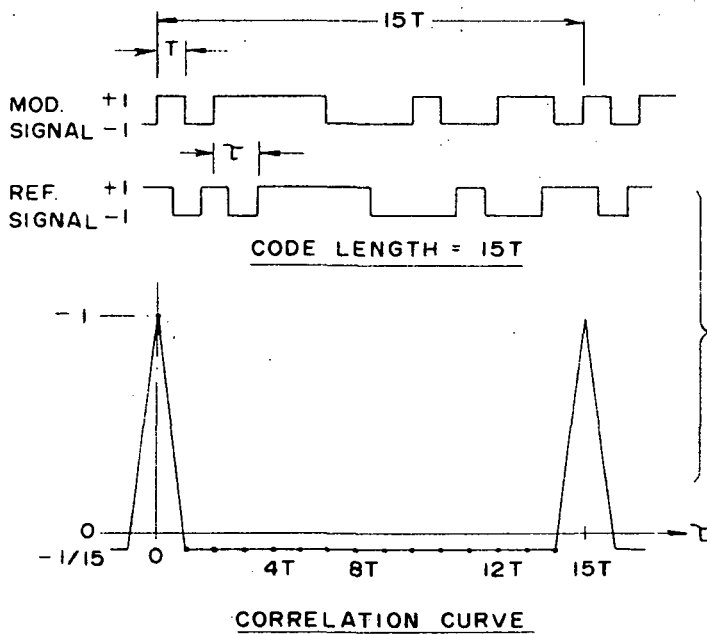 15T
T
MOD. +1
SIGNAL -1
τ
REF. +1
SIGNAL -1
CODE LENGTH = 15T
-1
0
τ
-1/15 0 4T 8T 12T 15T
CORRELATION CURVE